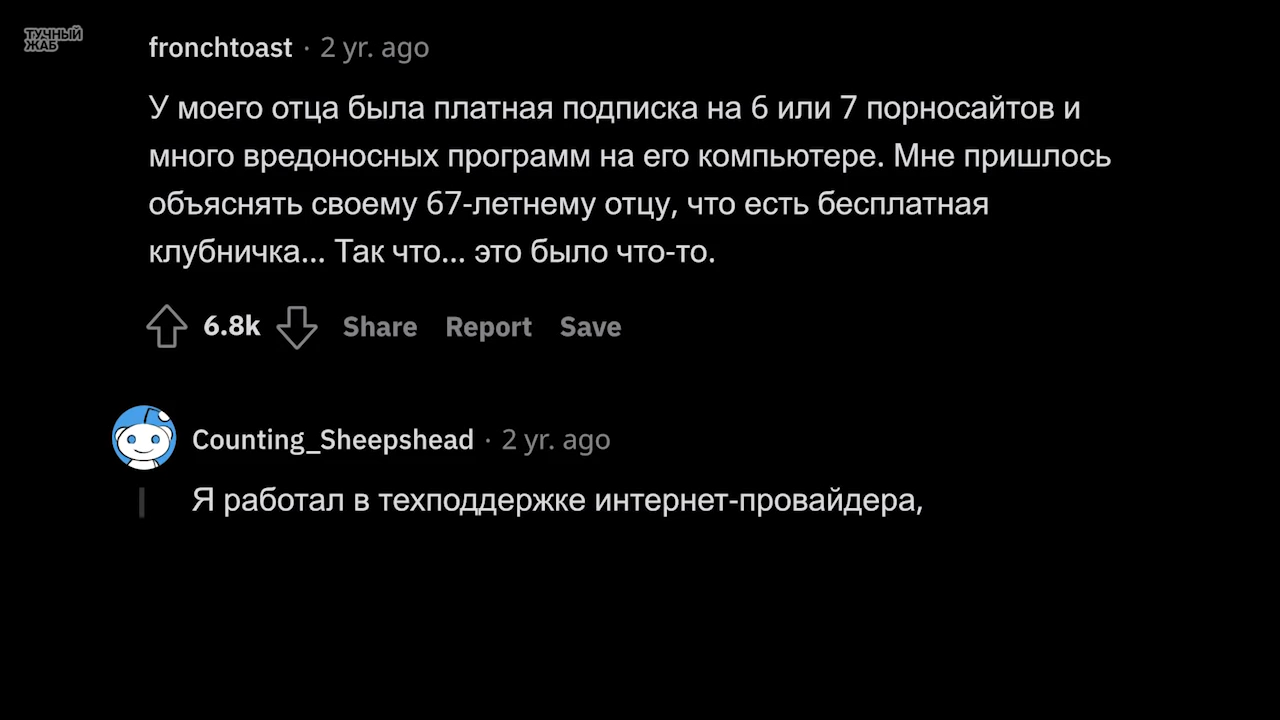 ТУЧНЫЙ
ЖАБ
fronchtoast · 2 yr. ago
У моего отца была платная подписка на 6 или 7 порносайтов и
много вредоносных программ на его компьютере. Мне пришлось
объяснять своему 67-летнему отцу, что есть бесплатная
клубничка... Так что... это было что-то.
6.8k Share Report Save
Counting_Sheepshead · 2 yr. ago
Я работал в техподдержке интернет-провайдера,